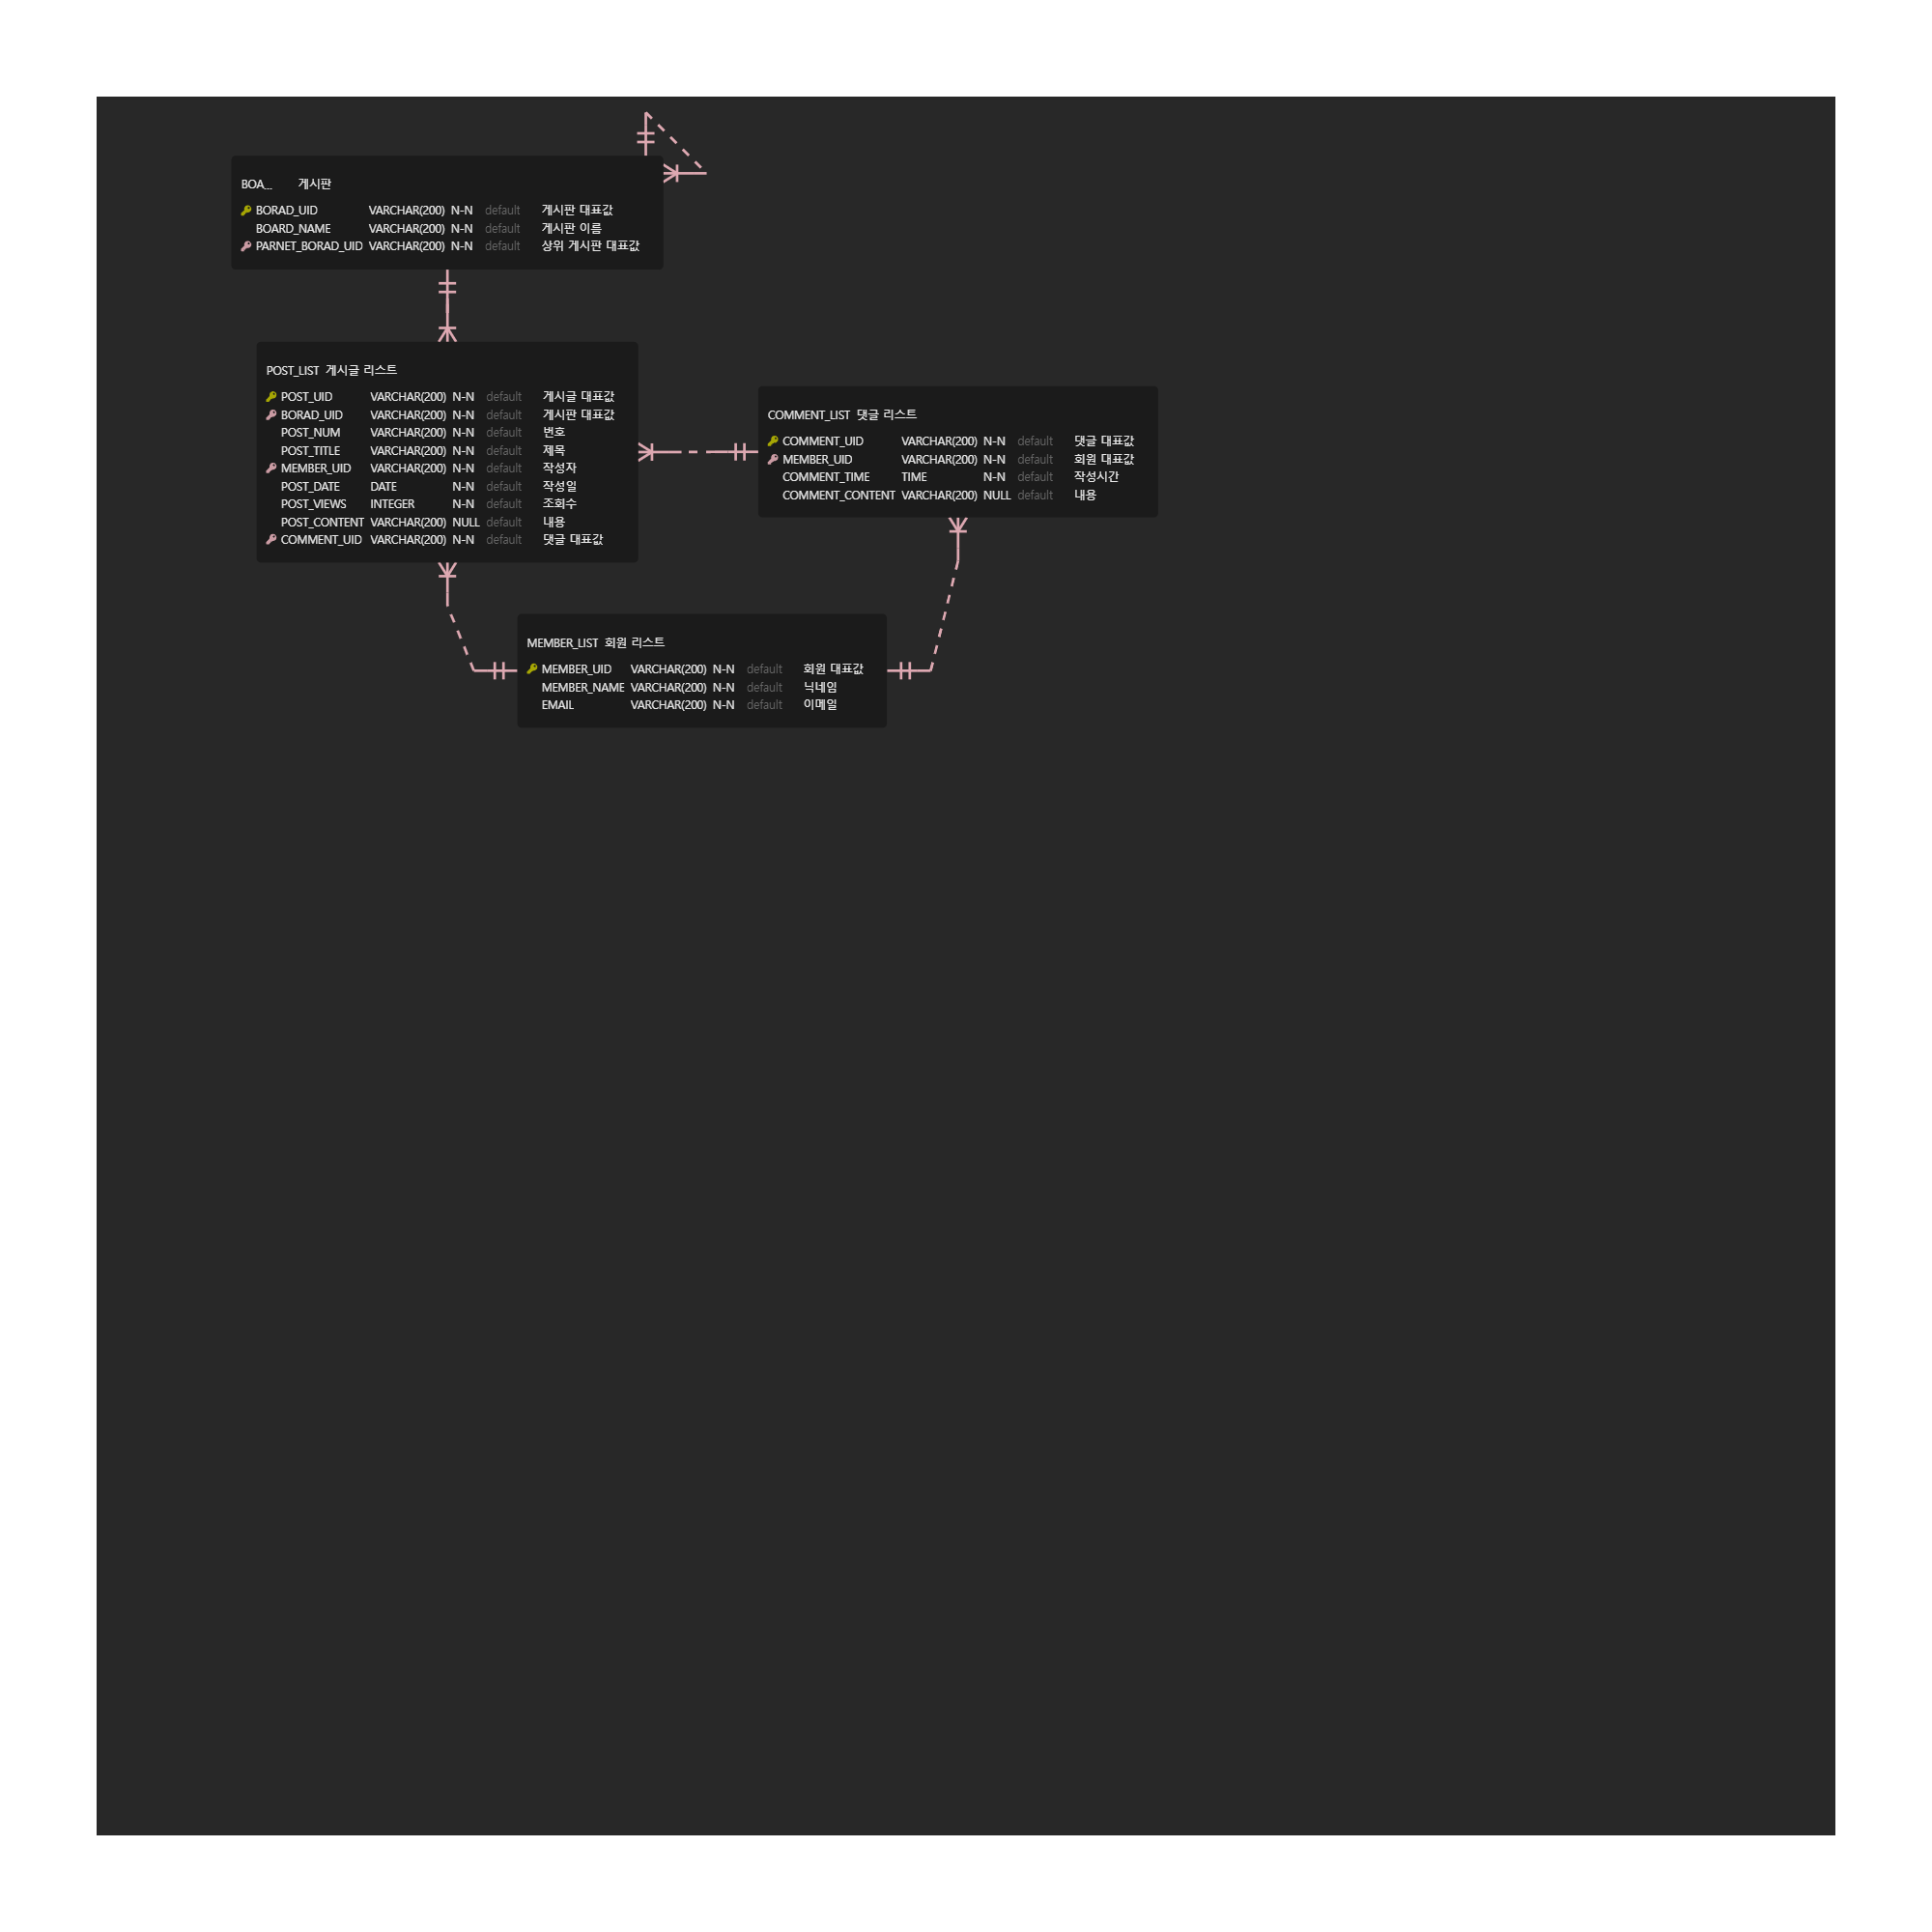 BOA... 게시판
BORAD_UID VARCHAR(200) N-N default 게시판 대표값
BOARD_NAME VARCHAR(200) N-N default 게시판 이름
PARNET_BORAD_UID VARCHAR(200) N-N default 상위 게시판 대표값
POST_LIST 게시글 리스트
POST_UID VARCHAR(200) N-N default 게시글 대표값
BORAD_UID VARCHAR(200) N-N default 게시판 대표값
POST_NUM VARCHAR(200) N-N default 번호
POST_TITLE VARCHAR(200) N-N default 제목
MEMBER_UID VARCHAR(200) N-N default 작성자
POST_DATE DATE N-N default 작성일
POST_VIEWS INTEGER N-N default 조회수
POST_CONTENT VARCHAR(200) NULL default 내용
COMMENT_UID VARCHAR(200) N-N default 댓글 대표값
COMMENT_LIST 댓글 리스트
COMMENT_UID VARCHAR(200) N-N default 댓글 대표값
MEMBER_UID VARCHAR(200) N-N default 회원 대표값
COMMENT_TIME TIME N-N default 작성시간
COMMENT_CONTENT VARCHAR(200) NULL default 내용
MEMBER_LIST 회원 리스트
MEMBER_UID VARCHAR(200) N-N default 회원 대표값
MEMBER_NAME VARCHAR(200) N-N default 닉네임
EMAIL VARCHAR(200) N-N default 이메일